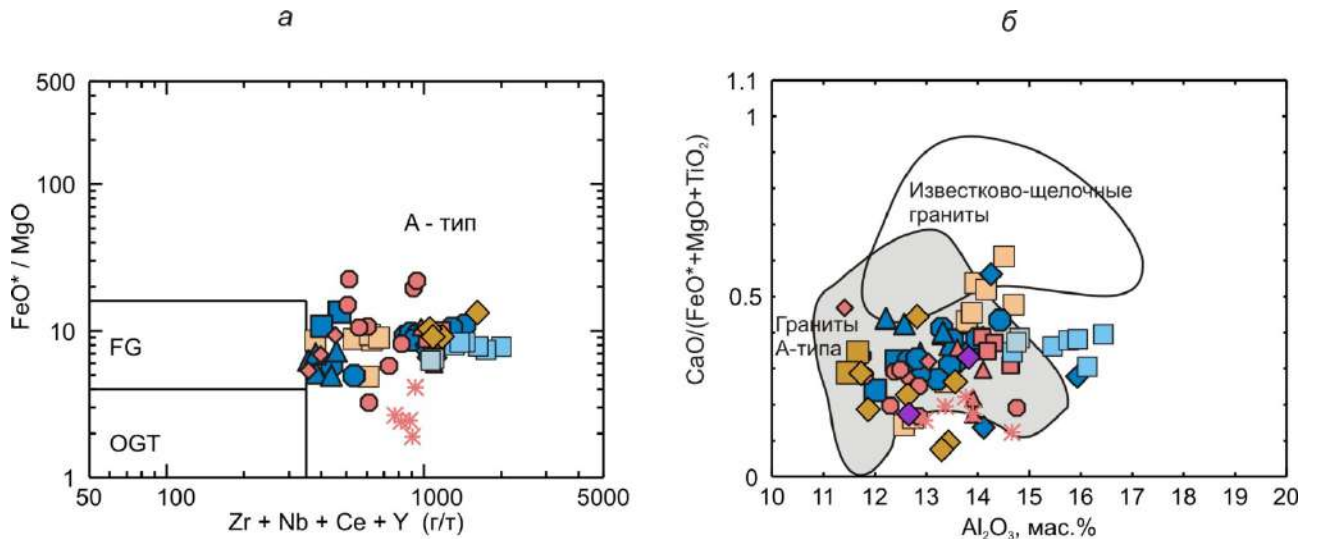 а
500
100
10
1
FeO* / MgO
А - тип
FG
OGT
50
100
1000
5000
Zr + Nb + Ce + Y (г/т)
б
1.1
1
0.5
0
CaO/(FeO*+MgO+TiO₂)
Известково-щелочные
граниты
Граниты
А-типа
10
11
12
13
14
15
16
17
18
19
20
Al₂O₃, мас.%